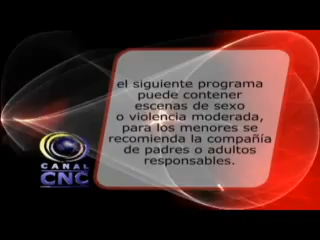 el siguiente programa
puede contener
escenas de sexo
o violencia moderada,
para los menores se
recomienda la compañía
de padres o adultos
responsables.
CANAL
CNC